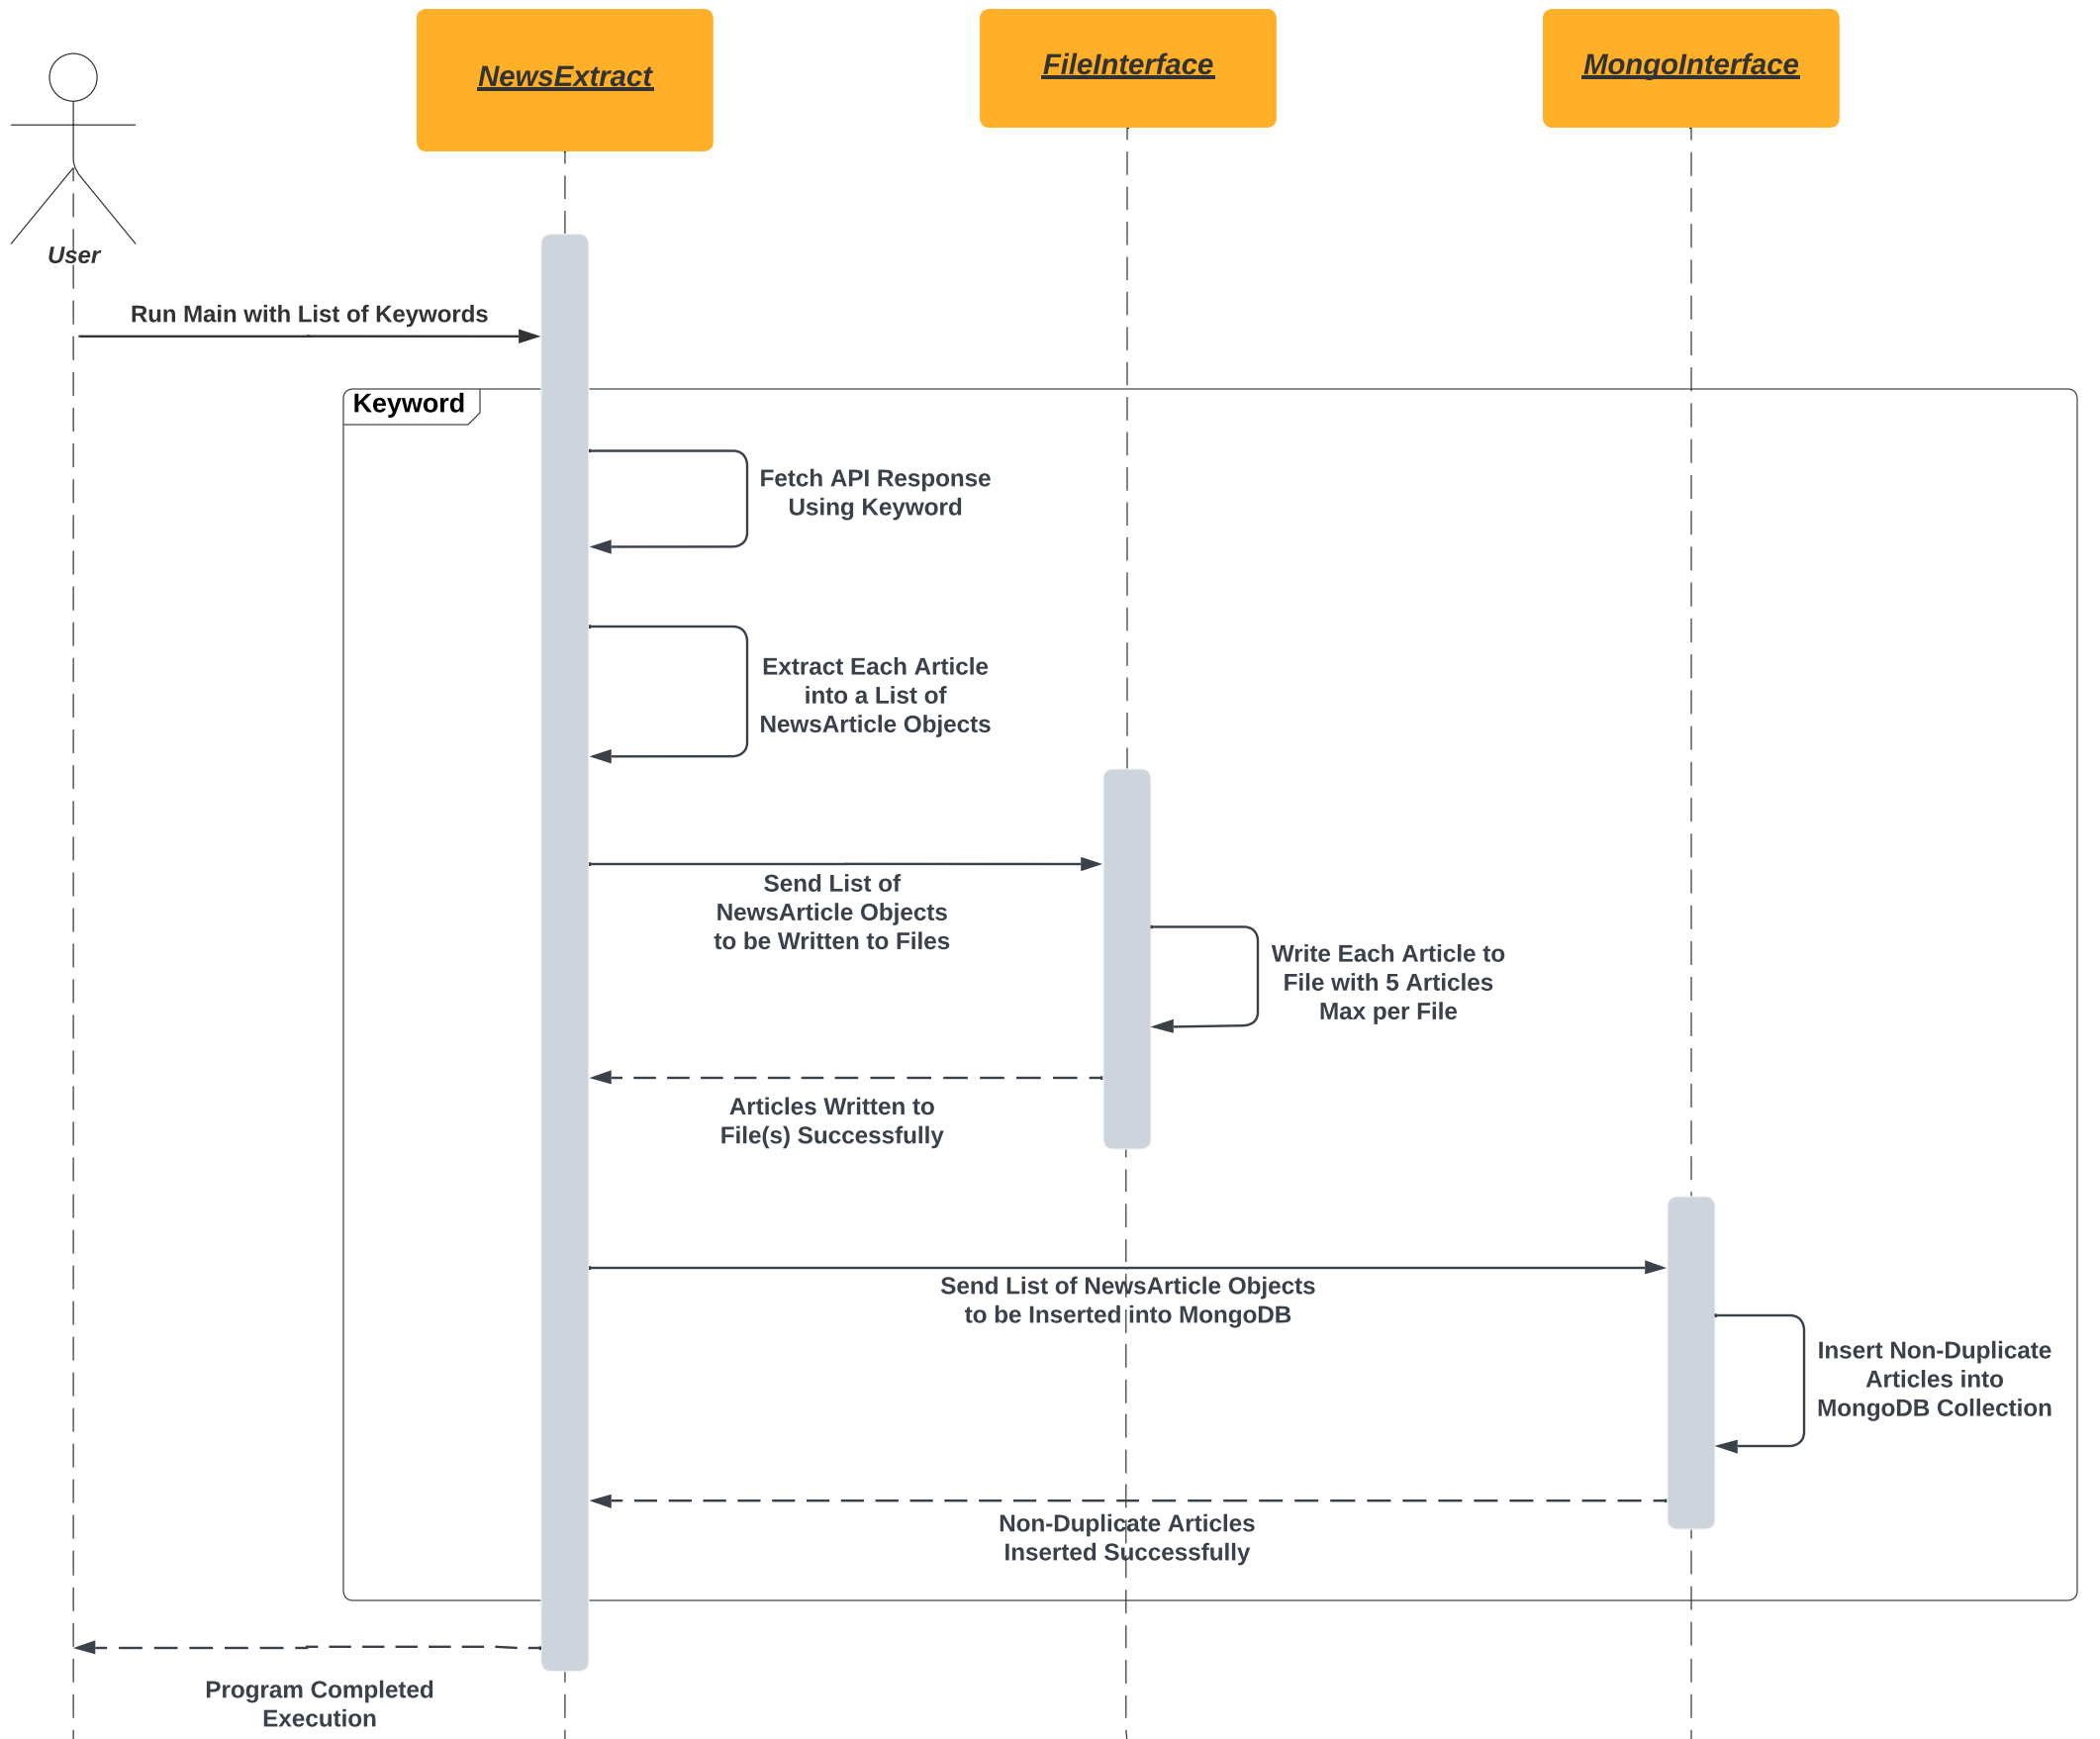 NewsExtract
FileInterface
MongoInterface
User
Run Main with List of Keywords
Keyword
Fetch API Response
Using Keyword
Extract Each Article
into a List of
NewsArticle Objects
Send List of
NewsArticle Objects
to be Written to Files
Write Each Article to
File with 5 Articles
Max per File
Articles Written to
File(s) Successfully
Send List of NewsArticle Objects
to be Inserted into MongoDB
Insert Non-Duplicate
Articles into
MongoDB Collection
Non-Duplicate Articles
Inserted Successfully
Program Completed
Execution